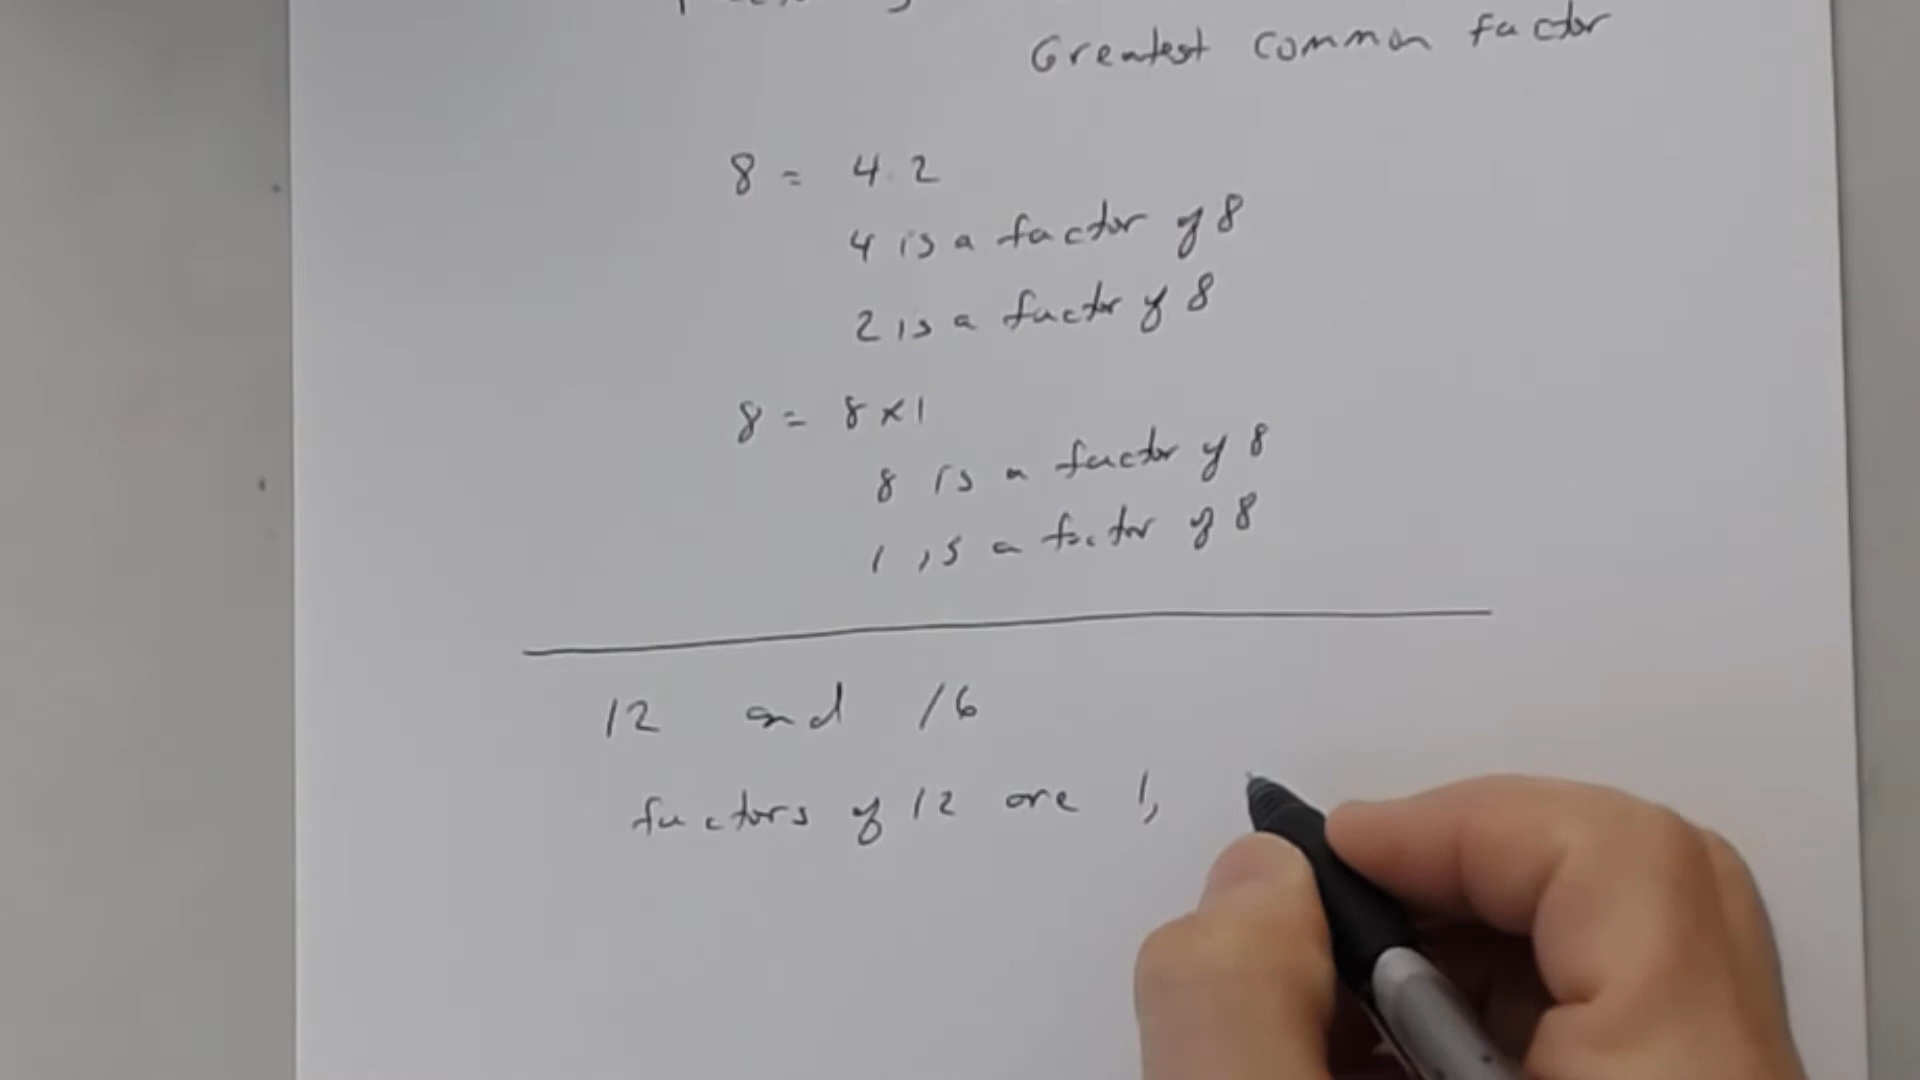 Greatest common factor
8 = 4.2
4 is a factor of 8
2 is a factor of 8
8 = 8×1
8 is a factor of 8
1 is a factor of 8
12 and 16
factors of 12 are 1,